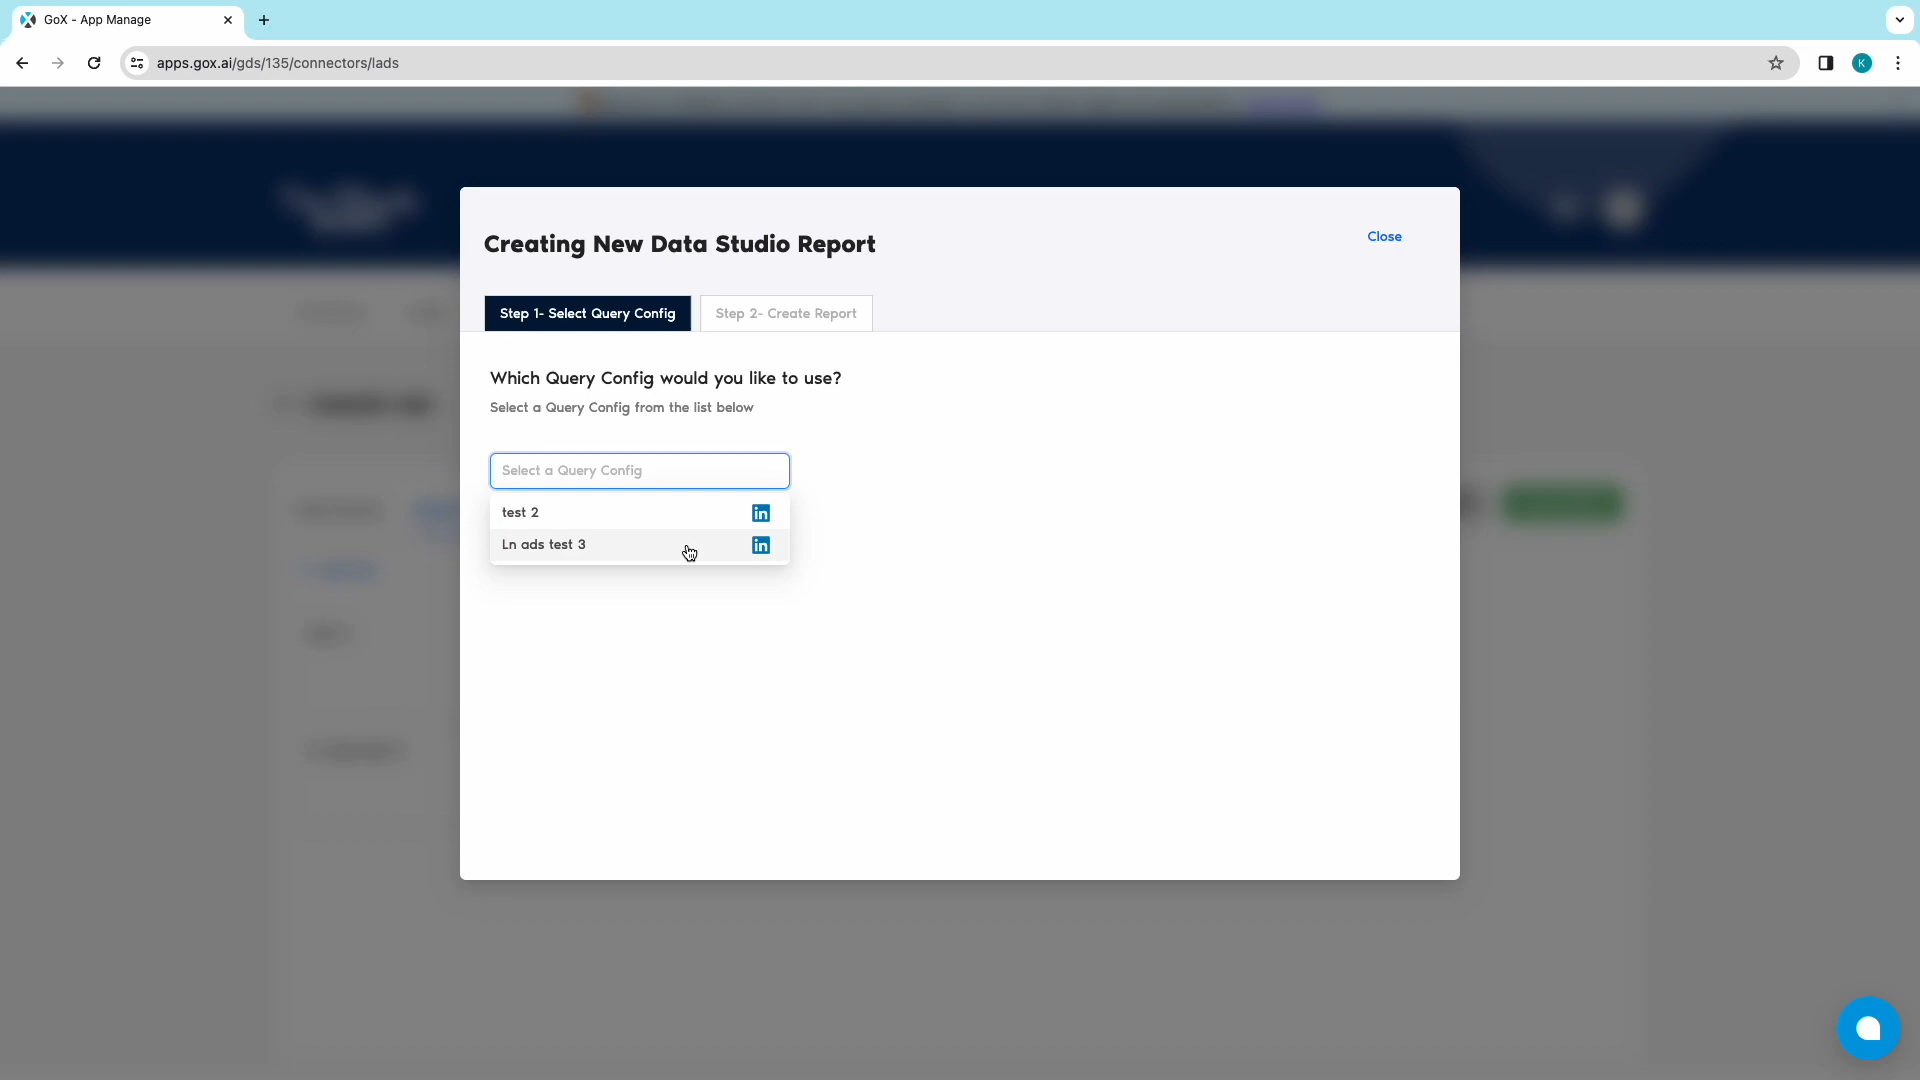 GoX - App Manage
apps.gox.ai/gds/135/connectors/lads
K
Creating New Data Studio Report
Close
Step 1- Select Query Config
Step 2- Create Report
Which Query Config would you like to use?
Select a Query Config from the list below
Select a Query Config
test 2
in
Ln ads test 3
in